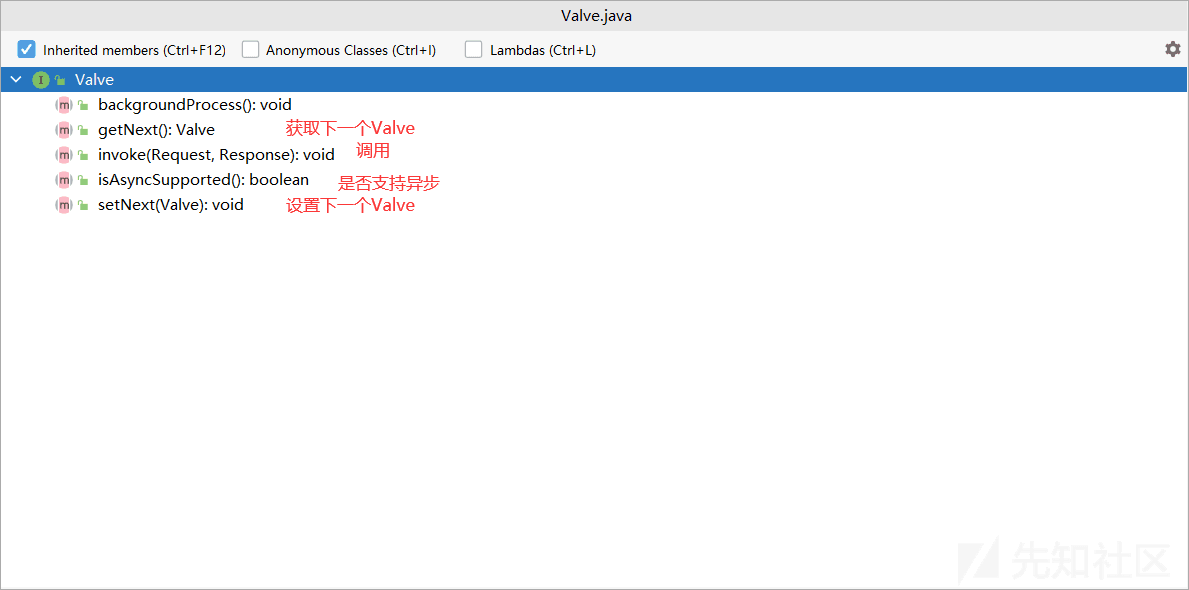 Valve.java
Inherited members (Ctrl+F12) Anonymous Classes (Ctrl+I) Lambdas (Ctrl+L)
I Valve
m backgroundProcess(): void
m getNext(): Valve 获取下一个Valve
m invoke(Request, Response): void 调用
m isAsyncSupported(): boolean 是否支持异步
m setNext(Valve): void 设置下一个Valve
先知社区